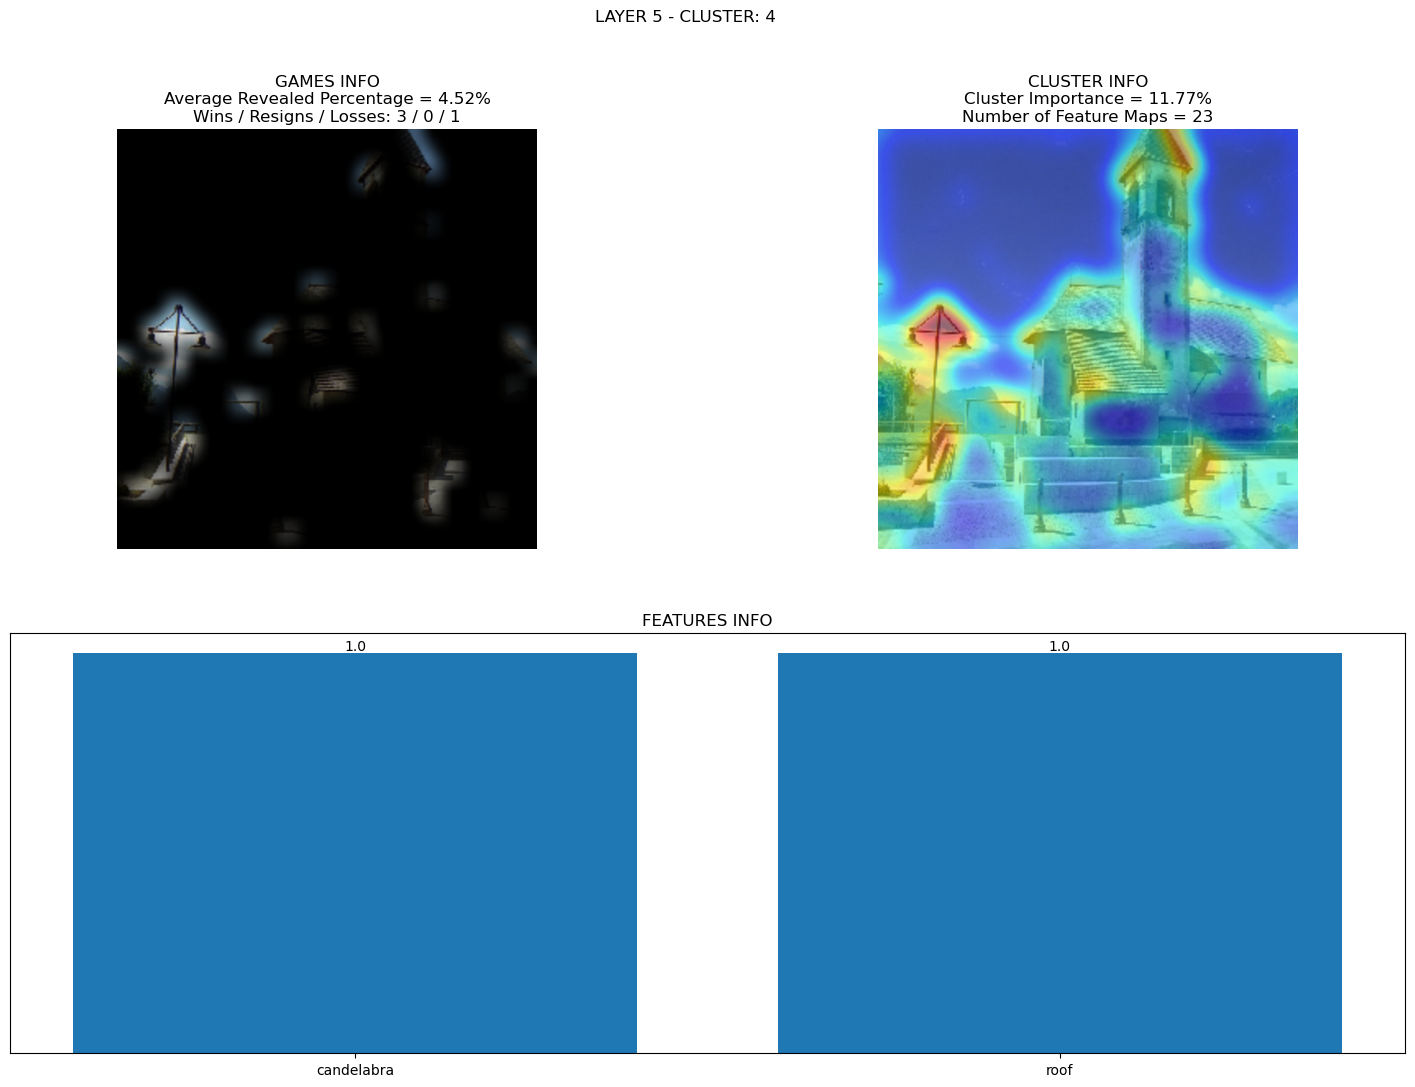 LAYER 5 - CLUSTER: 4
GAMES INFO
Average Revealed Percentage = 4.52%
Wins / Resigns / Losses: 3 / 0 / 1
CLUSTER INFO
Cluster Importance = 11.77%
Number of Feature Maps = 23
FEATURES INFO
1.0
1.0
candelabra
roof